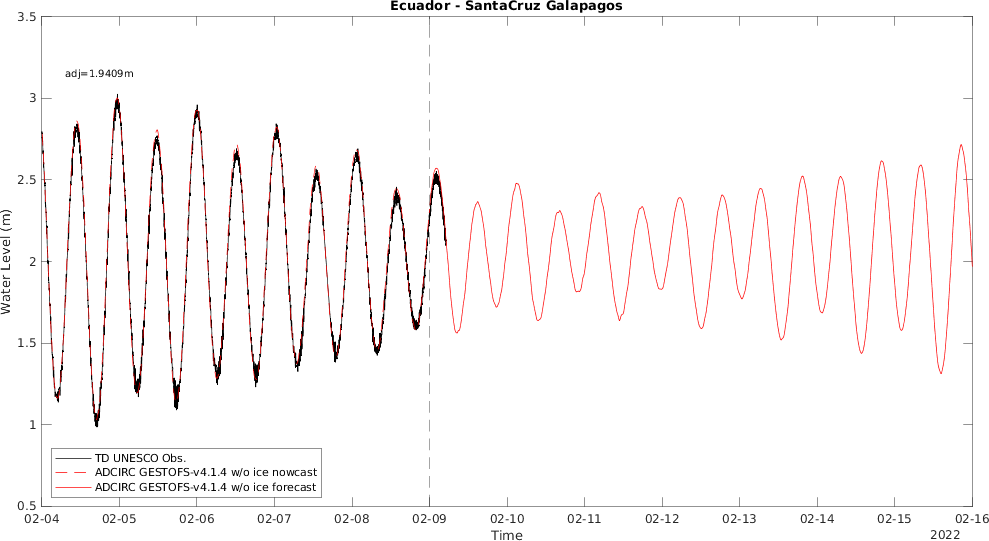 Ecuador - SantaCruz Galapagos
3.5
3
2.5
2
1.5
1
0.5
Water Level (m)
adj=1.9409m
TD UNESCO Obs.
ADCIRC GESTOFS-v4.1.4 w/o ice nowcast
ADCIRC GESTOFS-v4.1.4 w/o ice forecast
02-04 02-05 02-06 02-07 02-08 02-09 02-10 02-11 02-12 02-13 02-14 02-15 02-16
Time
2022